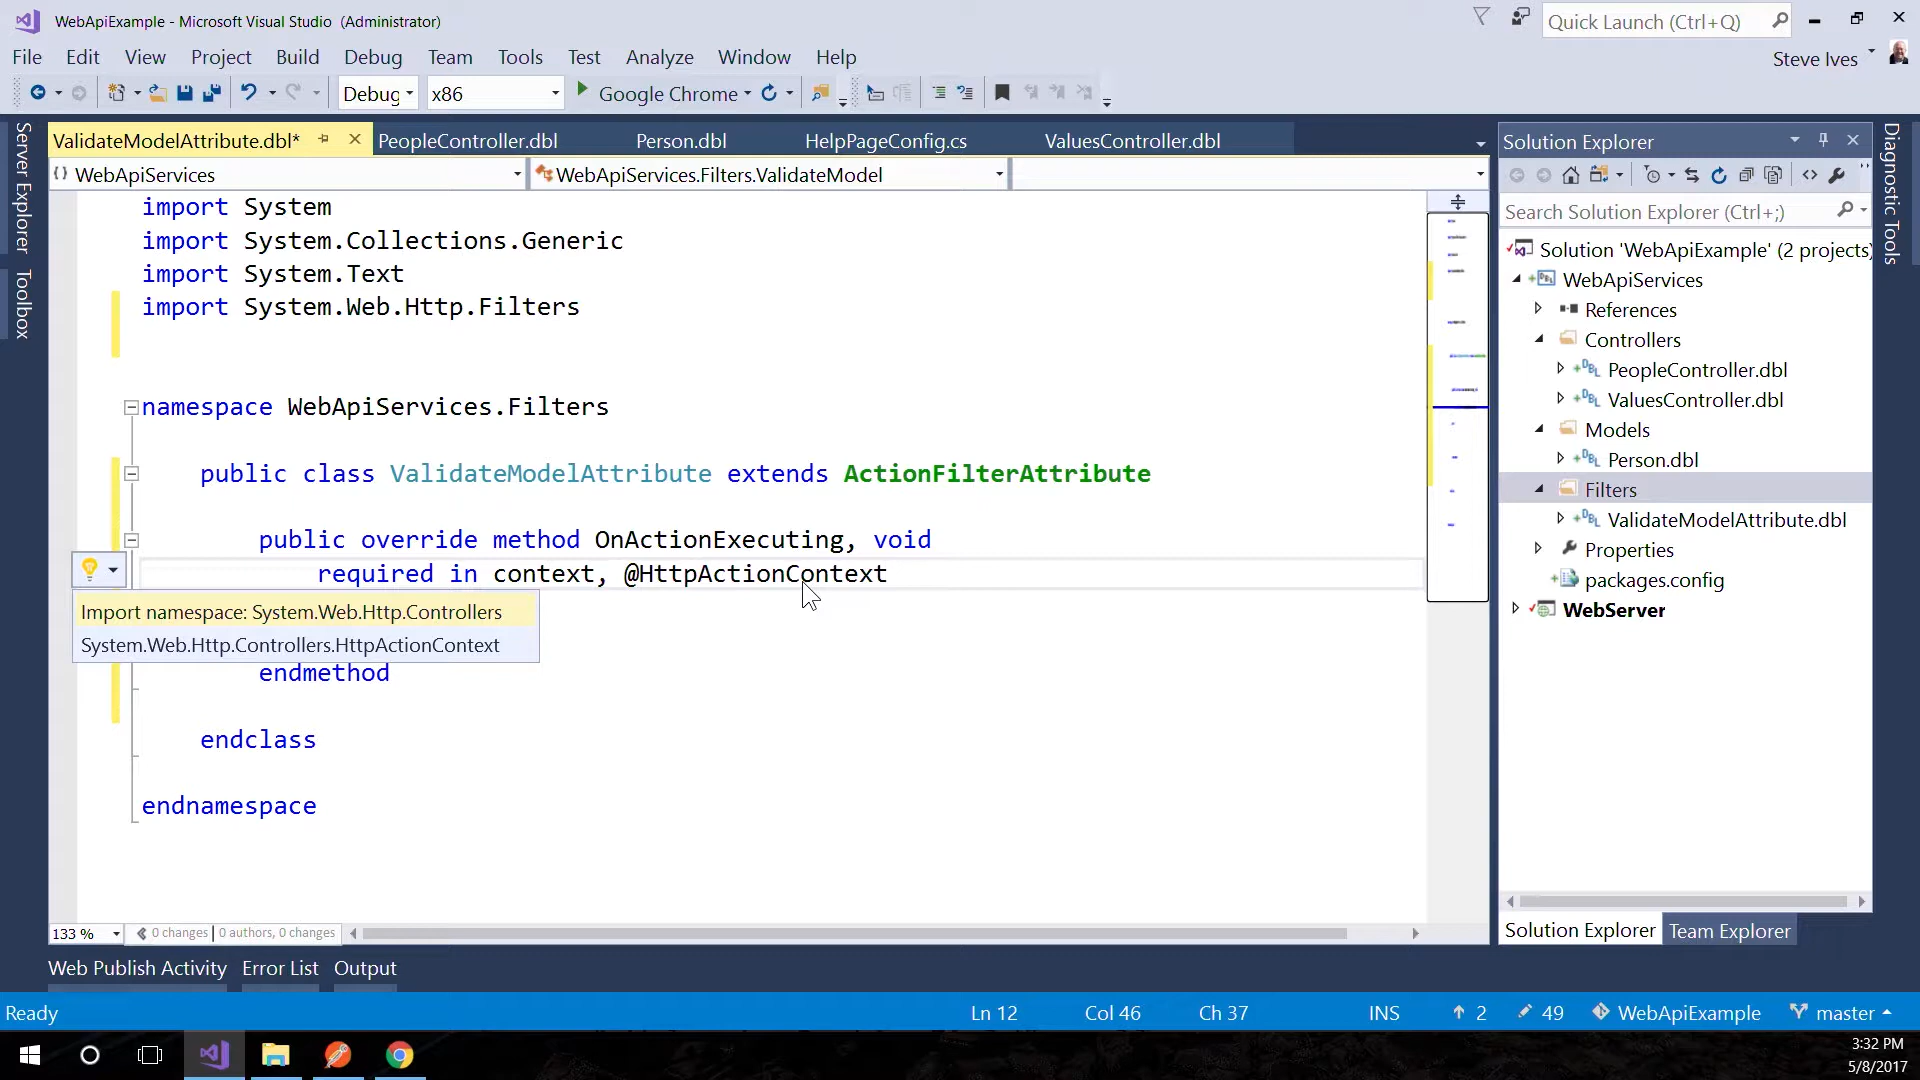 WebApiExample - Microsoft Visual Studio (Administrator)
Quick Launch (Ctrl+Q)
File Edit View Project Build Debug Team Tools Test Analyze Window Help
Steve Ives
Debug x86 Google Chrome
Server Explorer
Toolbox
ValidateModelAttribute.dbl* PeopleController.dbl Person.dbl HelpPageConfig.cs ValuesController.dbl
WebApiServices WebApiServices.Filters.ValidateModel
import System
import System.Collections.Generic
import System.Text
import System.Web.Http.Filters
namespace WebApiServices.Filters
public class ValidateModelAttribute extends ActionFilterAttribute
public override method OnActionExecuting, void
required in context, @HttpActionContext
Import namespace: System.Web.Http.Controllers
System.Web.Http.Controllers.HttpActionContext
endmethod
endclass
endnamespace
133 % 0 changes | 0 authors, 0 changes
Solution Explorer
Search Solution Explorer (Ctrl+;)
Solution 'WebApiExample' (2 projects)
WebApiServices
References
Controllers
PeopleController.dbl
ValuesController.dbl
Models
Person.dbl
Filters
ValidateModelAttribute.dbl
Properties
packages.config
WebServer
Solution Explorer Team Explorer
Diagnostic Tools
Web Publish Activity Error List Output
Ready Ln 12 Col 46 Ch 37 INS 2 49 WebApiExample master
3:32 PM
5/8/2017